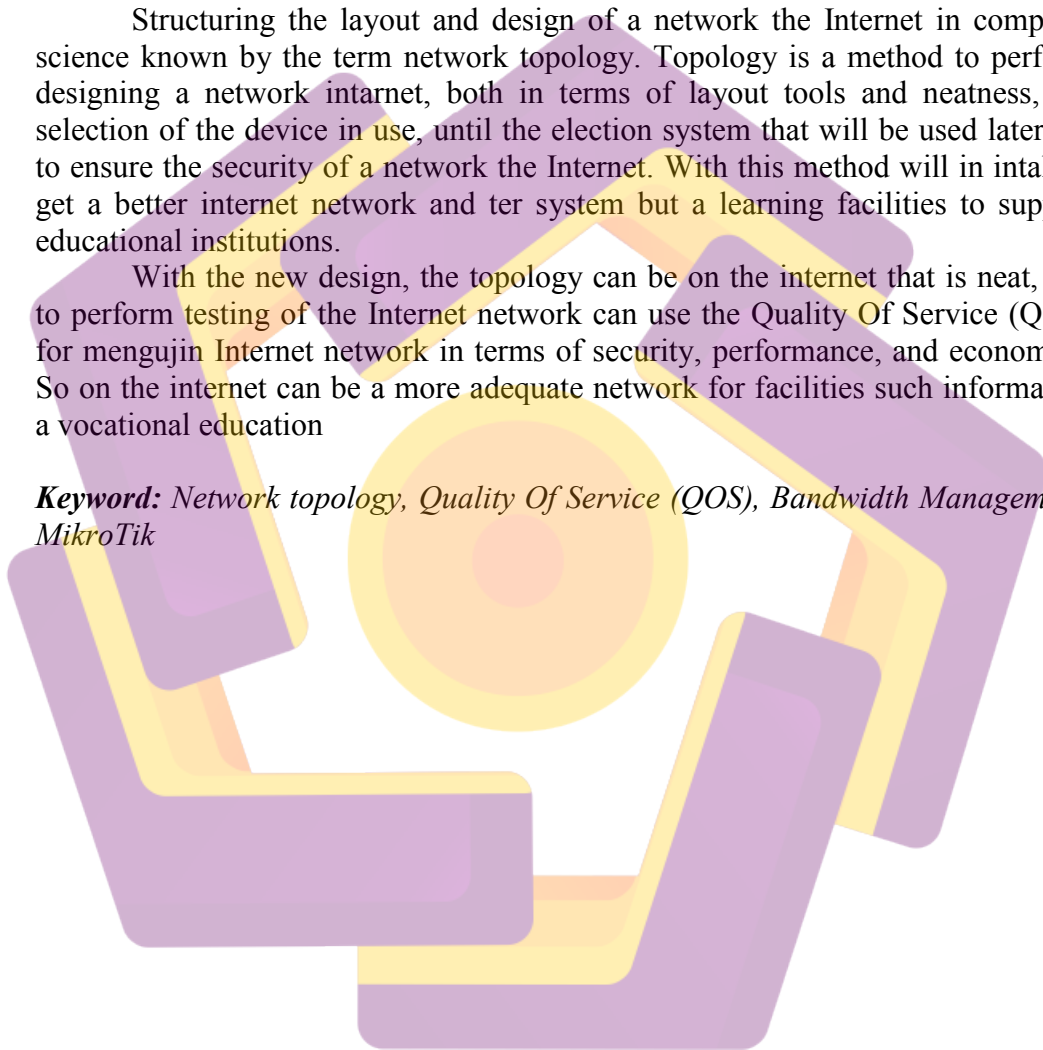 Structuring the layout and design of a network the Internet in comp
science known by the term network topology. Topology is a method to perf
designing a network intarnet, both in terms of layout tools and neatness,
selection of the device in use, until the election system that will be used later
to ensure the security of a network the Internet. With this method will in intal
get a better internet network and ter system but a learning facilities to sup
educational institutions.
With the new design, the topology can be on the internet that is neat,
to perform testing of the Internet network can use the Quality Of Service (Q
for mengujin Internet network in terms of security, performance, and econom
So on the internet can be a more adequate network for facilities such informa
a vocational education
Keyword: Network topology, Quality Of Service (QOS), Bandwidth Managem
MikroTik